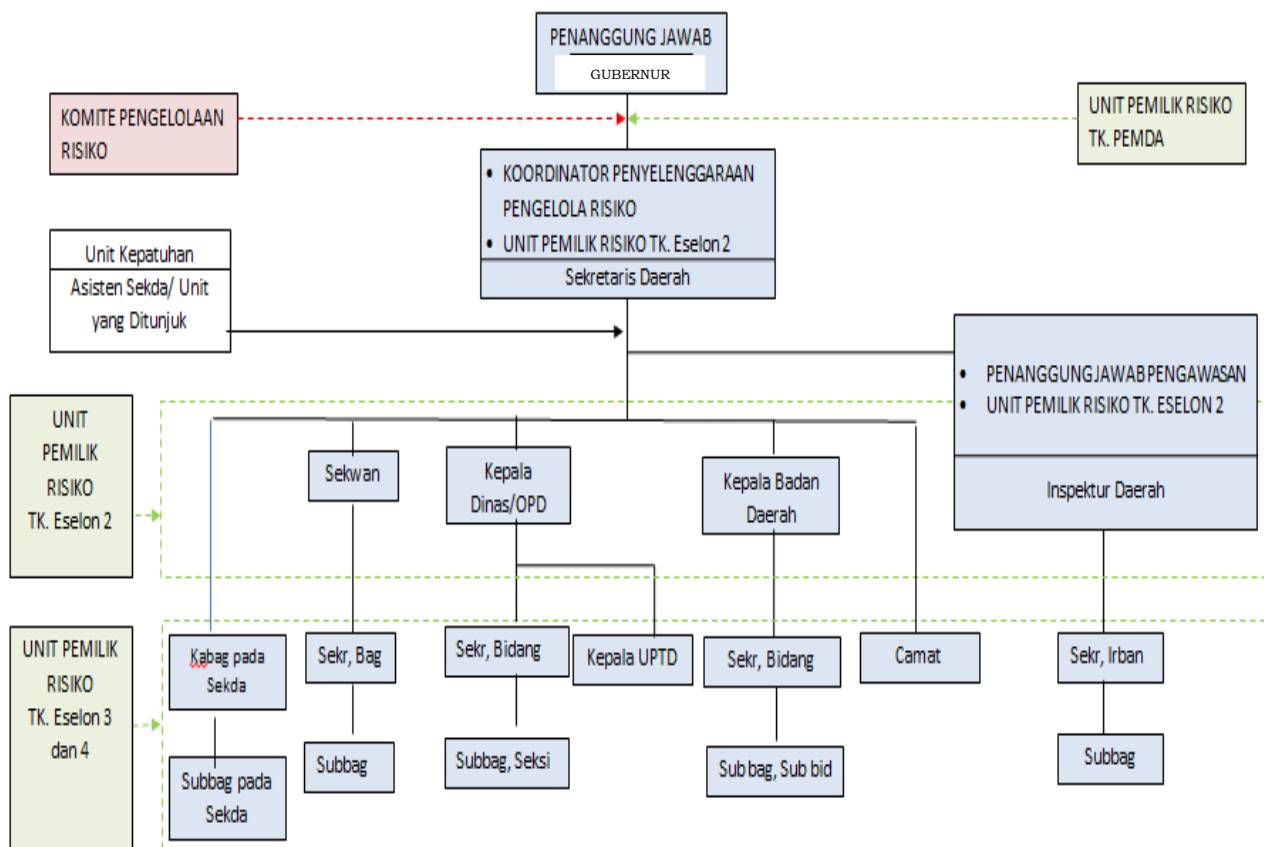 PENANGGUNG JAWAB
GUBERNUR
KOMITE PENGELOLAAN
RISIKO
UNIT PEMILIK RISIKO
TK. PEMDA
• KOORDINATOR PENYELENGGARAAN
PENGELOLA RISIKO
• UNIT PEMILIK RISIKO TK. Eselon 2
Sekretaris Daerah
Unit Kepatuhan
Asisten Sekda/ Unit
yang Ditunjuk
• PENANGGUNG JAWAB PENGAWASAN
• UNIT PEMILIK RISIKO TK. ESELON 2
Inspektur Daerah
UNIT
PEMILIK
RISIKO
TK. Eselon 2
Sekwan
Kepala
Dinas/OPD
Kepala Badan
Daerah
UNIT PEMILIK
RISIKO
TK. Eselon 3
dan 4
Kabag pada
Sekda
Sekr, Bag
Sekr, Bidang
Kepala UPTD
Sekr, Bidang
Camat
Sekr, Irban
Subbag pada
Sekda
Subbag
Subbag, Seksi
Sub bag, Sub bid
Subbag